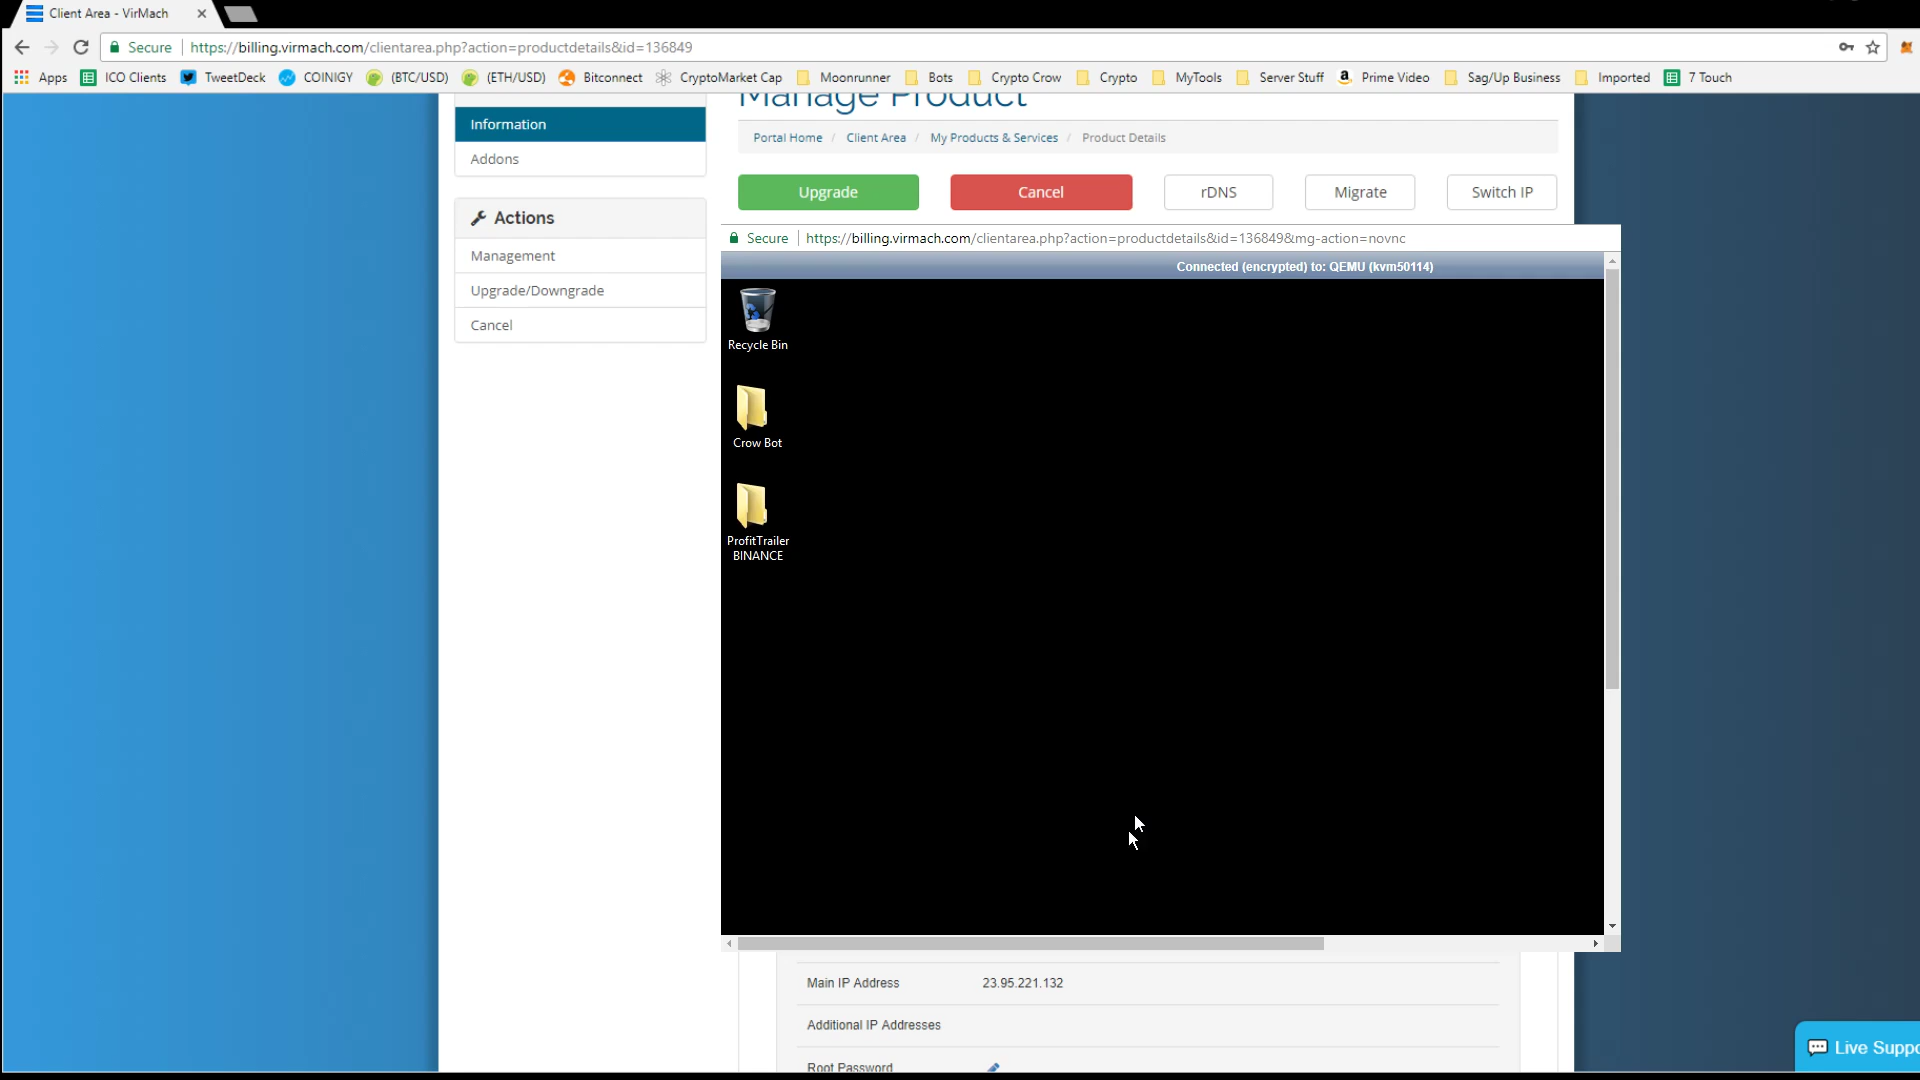 Client Area - VirMach
Secure
https://billing.virmach.com/clientarea.php?action=productdetails&id=136849
Apps
ICO Clients
TweetDeck
COINIGY
(BTC/USD)
(ETH/USD)
Bitconnect
CryptoMarket Cap
Moonrunner
Bots
Crypto Crow
Crypto
MyTools
Server Stuff
Prime Video
Sag/Up Business
Imported
7 Touch
Manage Product
Information
Addons
Portal Home / Client Area / My Products & Services / Product Details
Upgrade
Cancel
rDNS
Migrate
Switch IP
Actions
Management
Upgrade/Downgrade
Cancel
Secure
https://billing.virmach.com/clientarea.php?action=productdetails&id=136849&mg-action=novnc
Connected (encrypted) to: QEMU (kvm50114)
Recycle Bin
Crow Bot
ProfitTrailer
BINANCE
Main IP Address 23.95.221.132
Additional IP Addresses
Root Password
Live Suppo